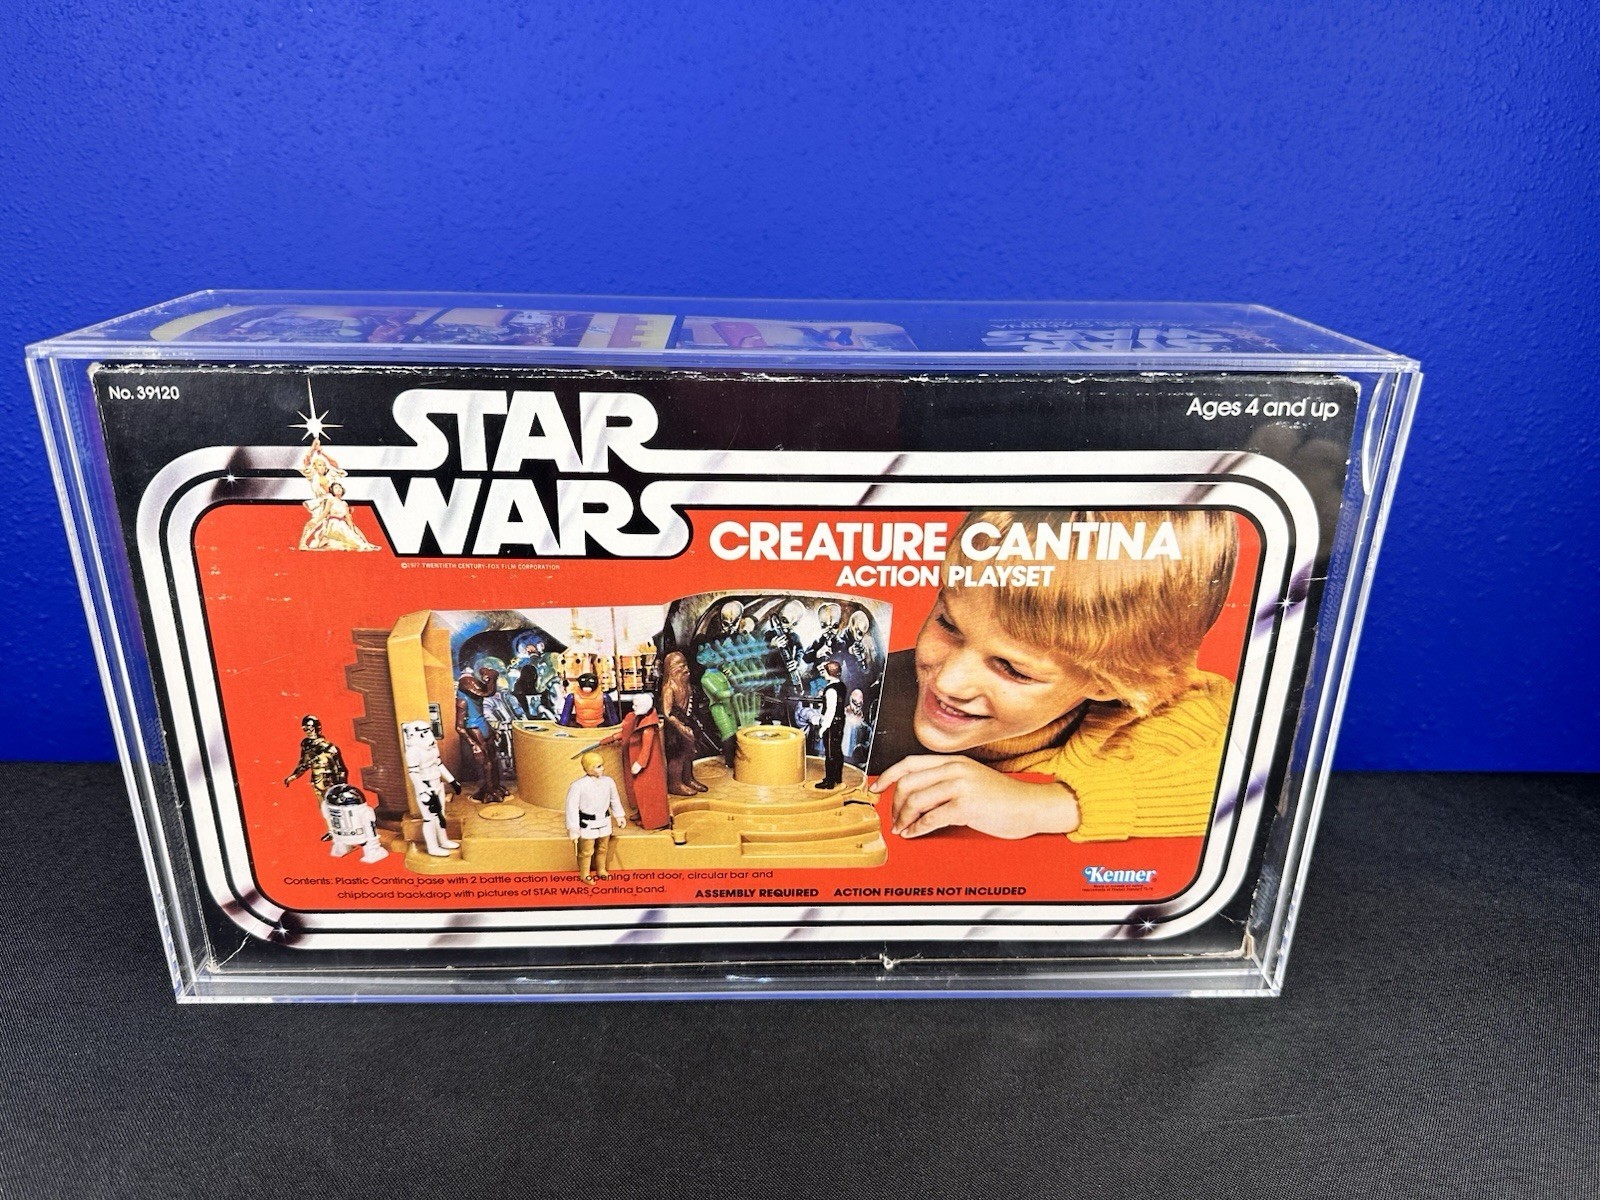 No. 39120
Ages 4 and up
STAR
WARS
©1977 TWENTIETH CENTURY-FOX FILM CORPORATION
CREATURE CANTINA
ACTION PLAYSET
Contents: Plastic Cantina base with 2 battle action levers, opening front door, circular bar and
chipboard backdrop with pictures of STAR WARS Cantina band.
ASSEMBLY REQUIRED ACTION FIGURES NOT INCLUDED
Kenner